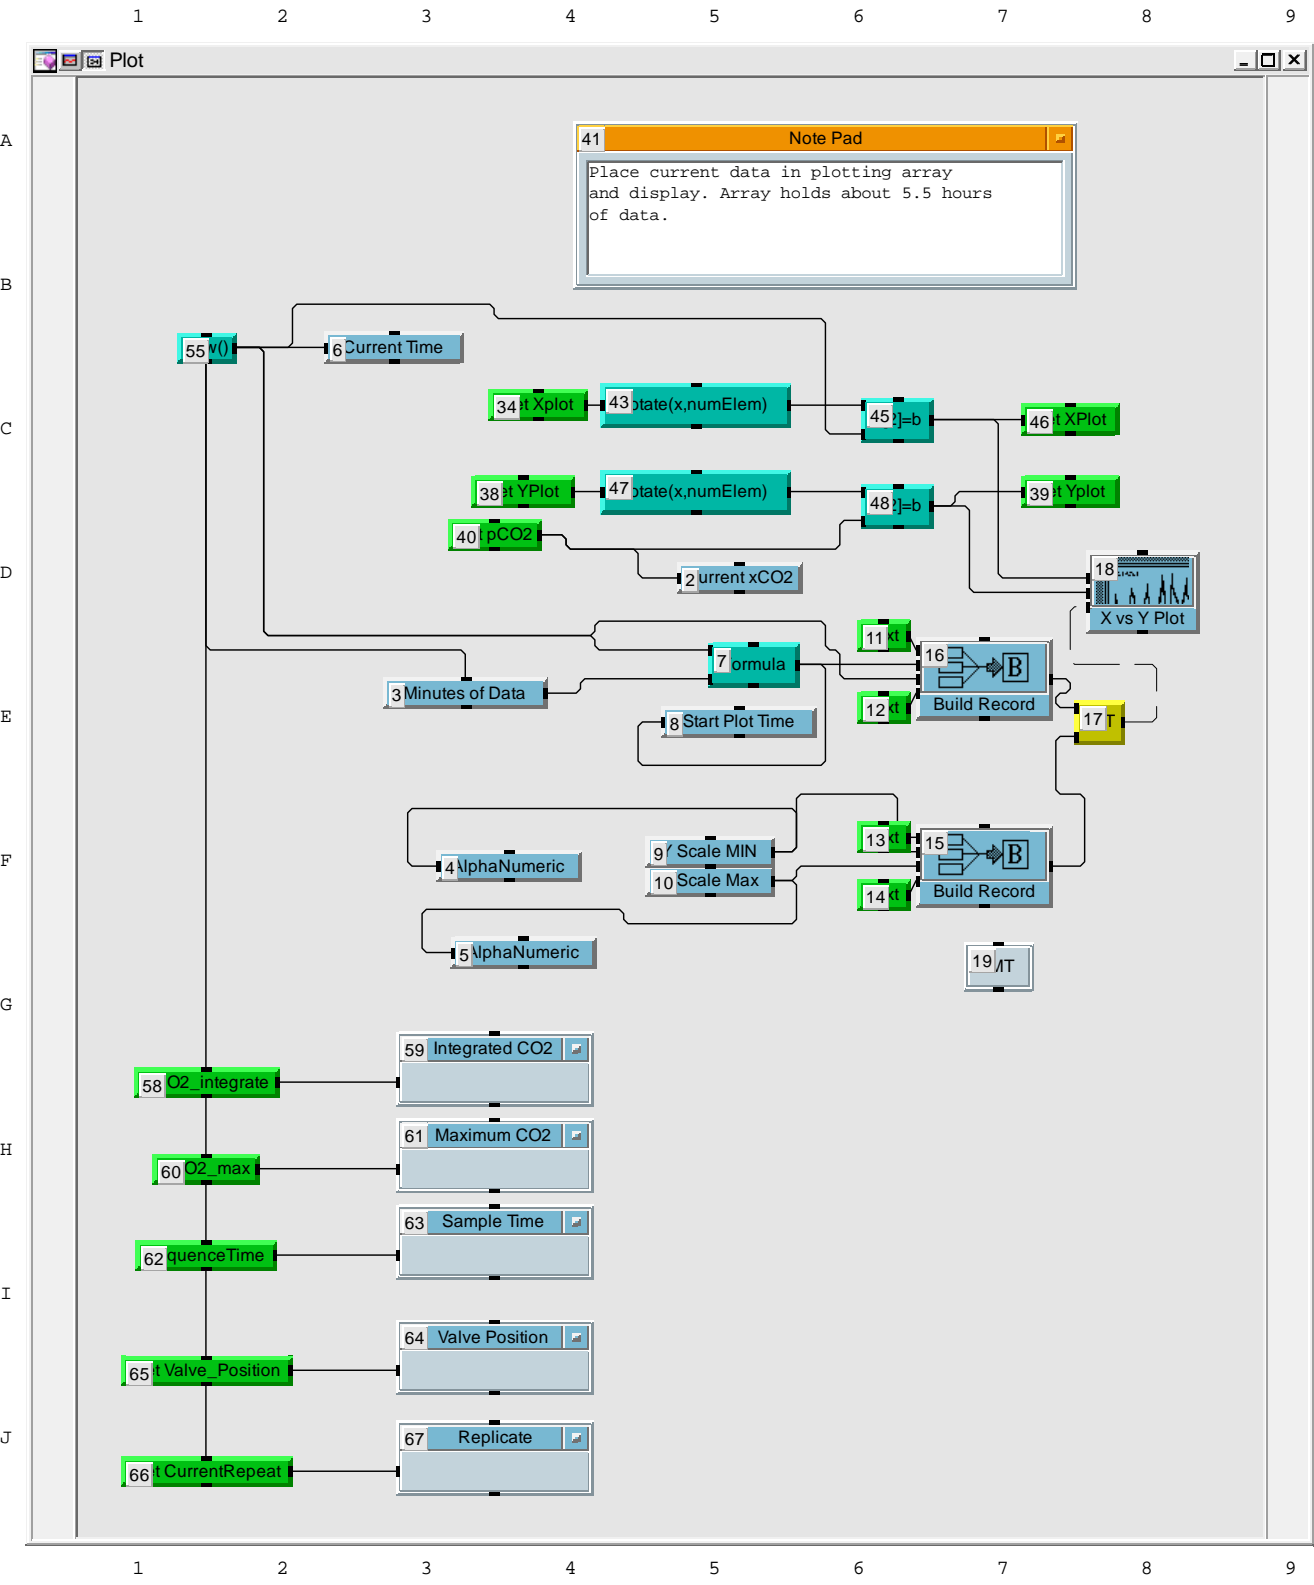 1 2 3 4 5 6 7 8 9
Plot
A
41 Note Pad
Place current data in plotting array
and display. Array holds about 5.5 hours
of data.
B
55 w()
6 Current Time
34 et Xplot
43 otate(x,numElem)
45 2]=b
46 t XPlot
C
38 et YPlot
47 otate(x,numElem)
48 2]=b
39 et Yplot
40 t pCO2
D
2 urrent xCO2
18
X vs Y Plot
11 xt
7 ormula
16 B
Build Record
3 Minutes of Data
12 xt
E
8 Start Plot Time
17 T
13 xt
15 B
Build Record
F
9 Y Scale MIN
4 AlphaNumeric
10 Scale Max
14 xt
5 AlphaNumeric
19 MT
G
59 Integrated CO2
58 O2_integrate
61 Maximum CO2
H
60 O2_max
63 Sample Time
62 quenceTime
I
64 Valve Position
65 t Valve_Position
J
67 Replicate
66 t CurrentRepeat
1 2 3 4 5 6 7 8 9